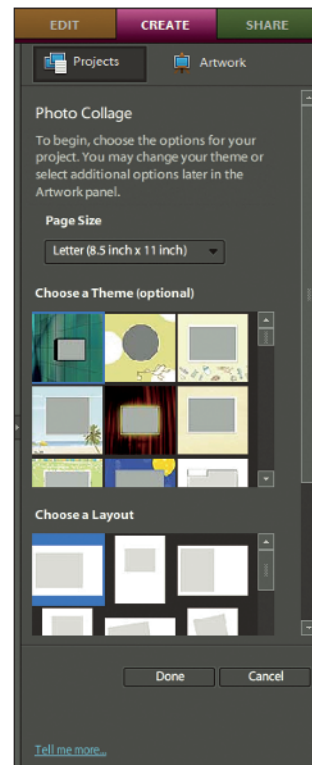 EDIT CREATE SHARE
Projects Artwork
Photo Collage
To begin, choose the options for your
project. You may change your theme or
select additional options later in the
Artwork panel.
Page Size
Letter (8.5 inch x 11 inch)
Choose a Theme (optional)
Choose a Layout
Done Cancel
Tell me more...